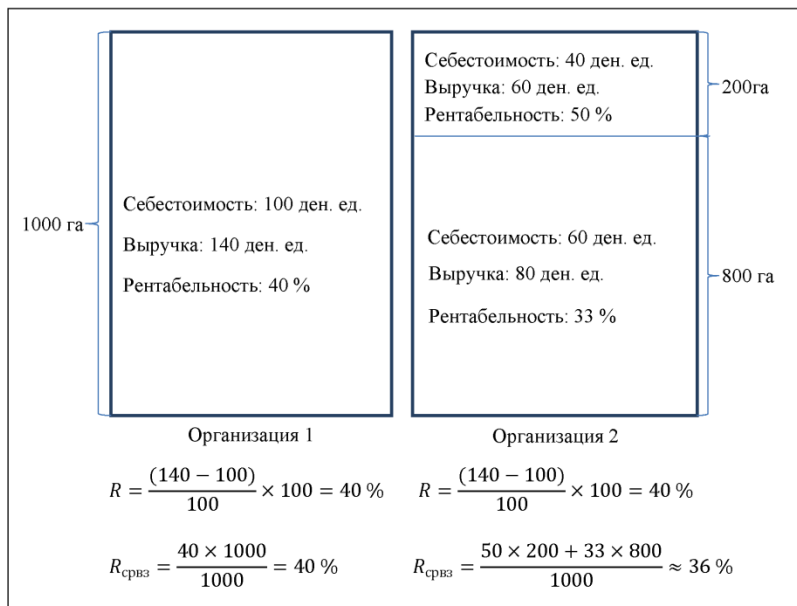 1000 га
Себестоимость: 100 ден. ед.
Выручка: 140 ден. ед.
Рентабельность: 40 %
Себестоимость: 40 ден. ед.
Выручка: 60 ден. ед.
Рентабельность: 50 %
200га
Себестоимость: 60 ден. ед.
Выручка: 80 ден. ед.
Рентабельность: 33 %
800 га
Организация 1
Организация 2
R = (140 − 100)/100 × 100 = 40 %
R = (140 − 100)/100 × 100 = 40 %
Rсрвз = 40 × 1000/1000 = 40 %
Rсрвз = 50 × 200 + 33 × 800/1000 ≈ 36 %